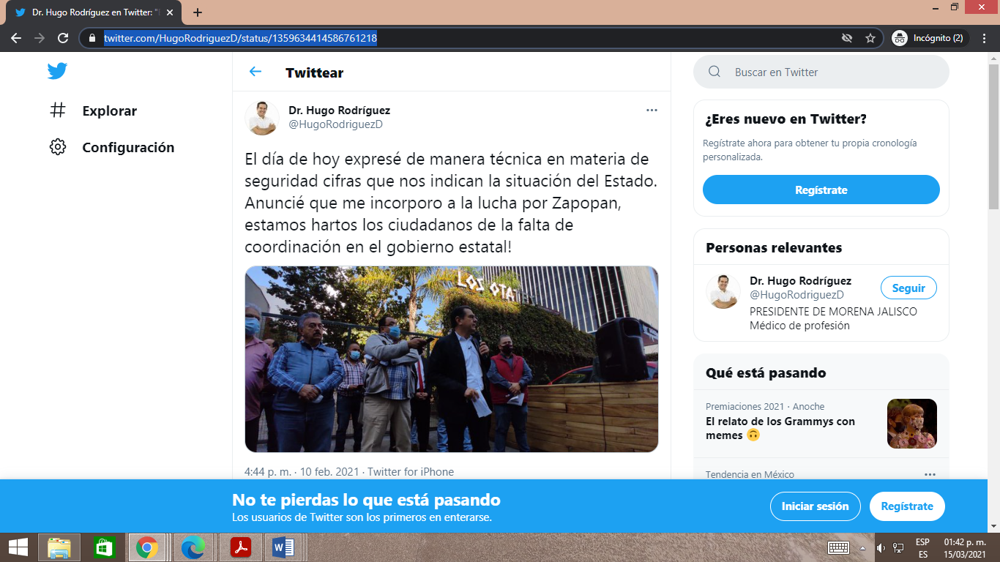 Dr. Hugo Rodríguez en Twitter: "
twitter.com/HugoRodriguezD/status/1359634414586761218
Incógnito (2)
Explorar
Configuración
Twittear
Dr. Hugo Rodríguez
@HugoRodriguezD
El día de hoy expresé de manera técnica en materia de
seguridad cifras que nos indican la situación del Estado.
Anuncié que me incorporo a la lucha por Zapopan,
estamos hartos los ciudadanos de la falta de
coordinación en el gobierno estatal!
LOS OTA
4:44 p. m. · 10 feb. 2021 · Twitter for iPhone
Buscar en Twitter
¿Eres nuevo en Twitter?
Regístrate ahora para obtener tu propia cronología
personalizada.
Regístrate
Personas relevantes
Dr. Hugo Rodríguez
@HugoRodriguezD
Seguir
PRESIDENTE DE MORENA JALISCO
Médico de profesión
Qué está pasando
Premiaciones 2021 · Anoche
El relato de los Grammys con
memes 🙃
Tendencia en México
No te pierdas lo que está pasando
Los usuarios de Twitter son los primeros en enterarse.
Iniciar sesión
Regístrate
ESP
ES
01:42 p. m.
15/03/2021